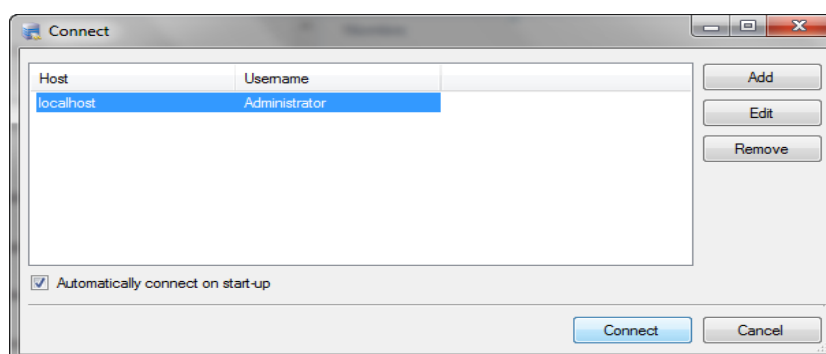 Connect
Host Username
localhost Administrator
Add
Edit
Remove
Automatically connect on start-up
Connect Cancel